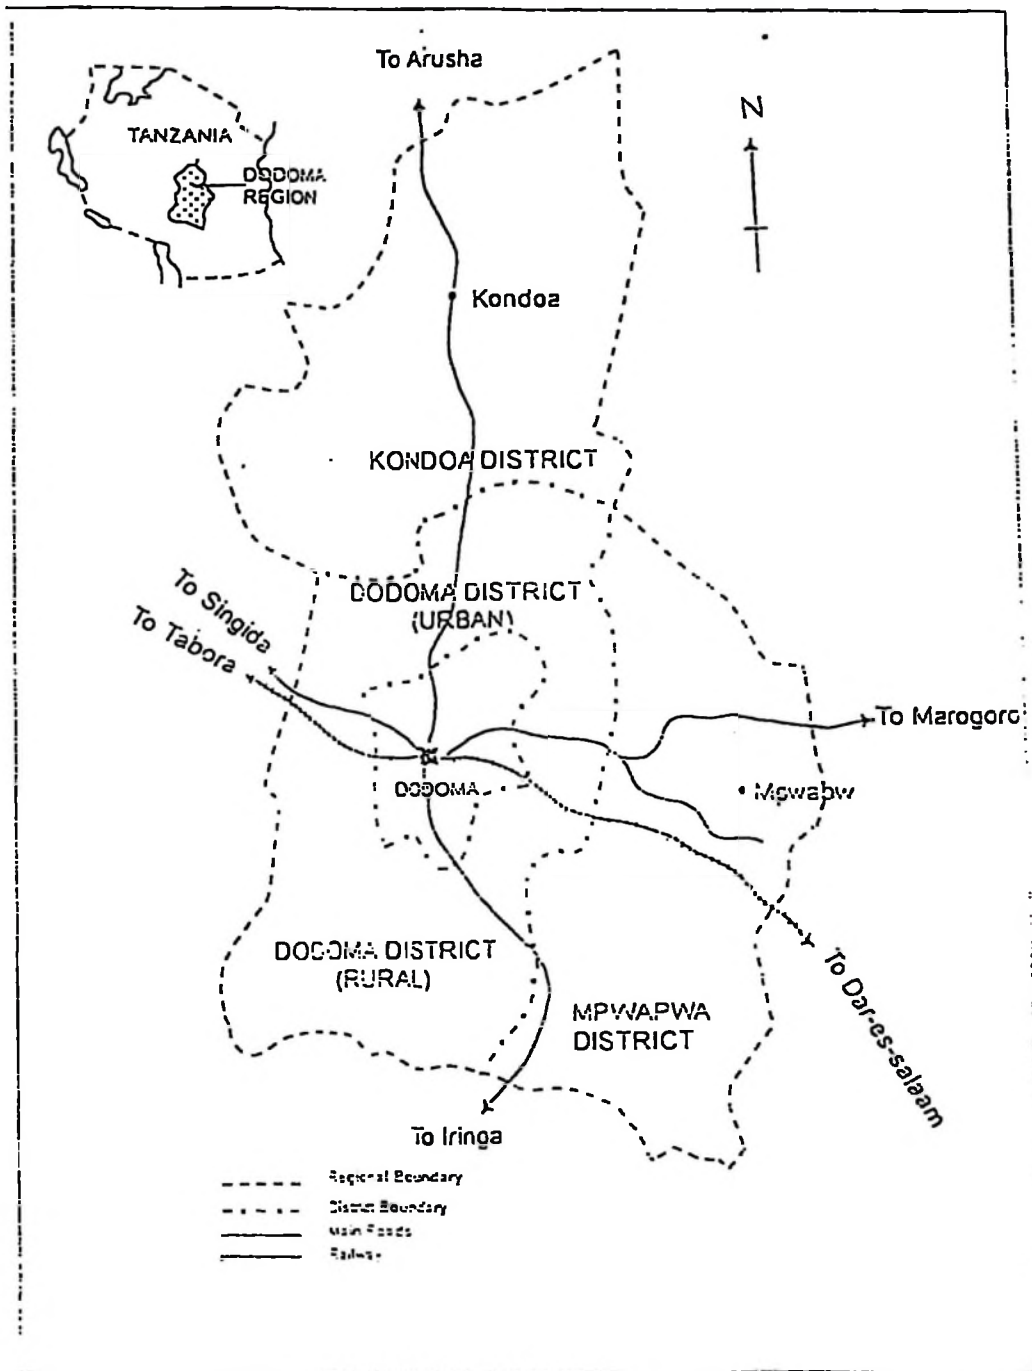 To Arusha
N
TANZANIA
DODOMA
REGION
Kondoa
KONDOA DISTRICT
DODOMA DISTRICT
(URBAN)
To Singida
To Tabora
To Marogoro
DODOMA
DODOMA DISTRICT
(RURAL)
MPWAPWA
DISTRICT
To Dar-es-salaam
To Iringa
Regional Boundary
District Boundary
Main Roads
Railway